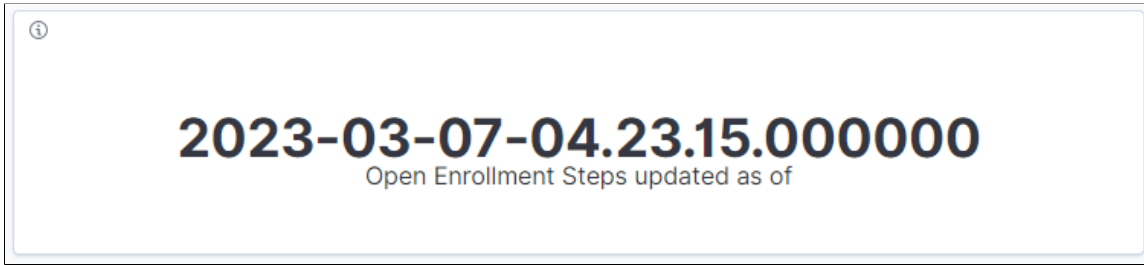 2023-03-07-04.23.15.000000
Open Enrollment Steps updated as of